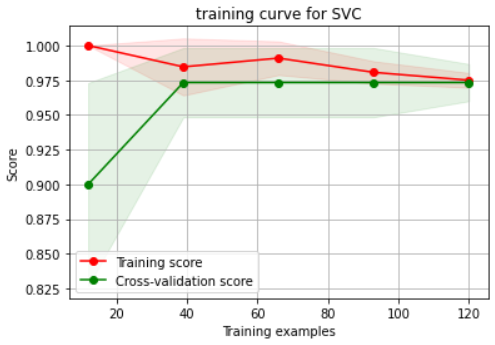 training curve for SVC
1.000
0.975
0.950
0.925
0.900
0.875
0.850
0.825
Score
Training score
Cross-validation score
20
40
60
80
100
120
Training examples